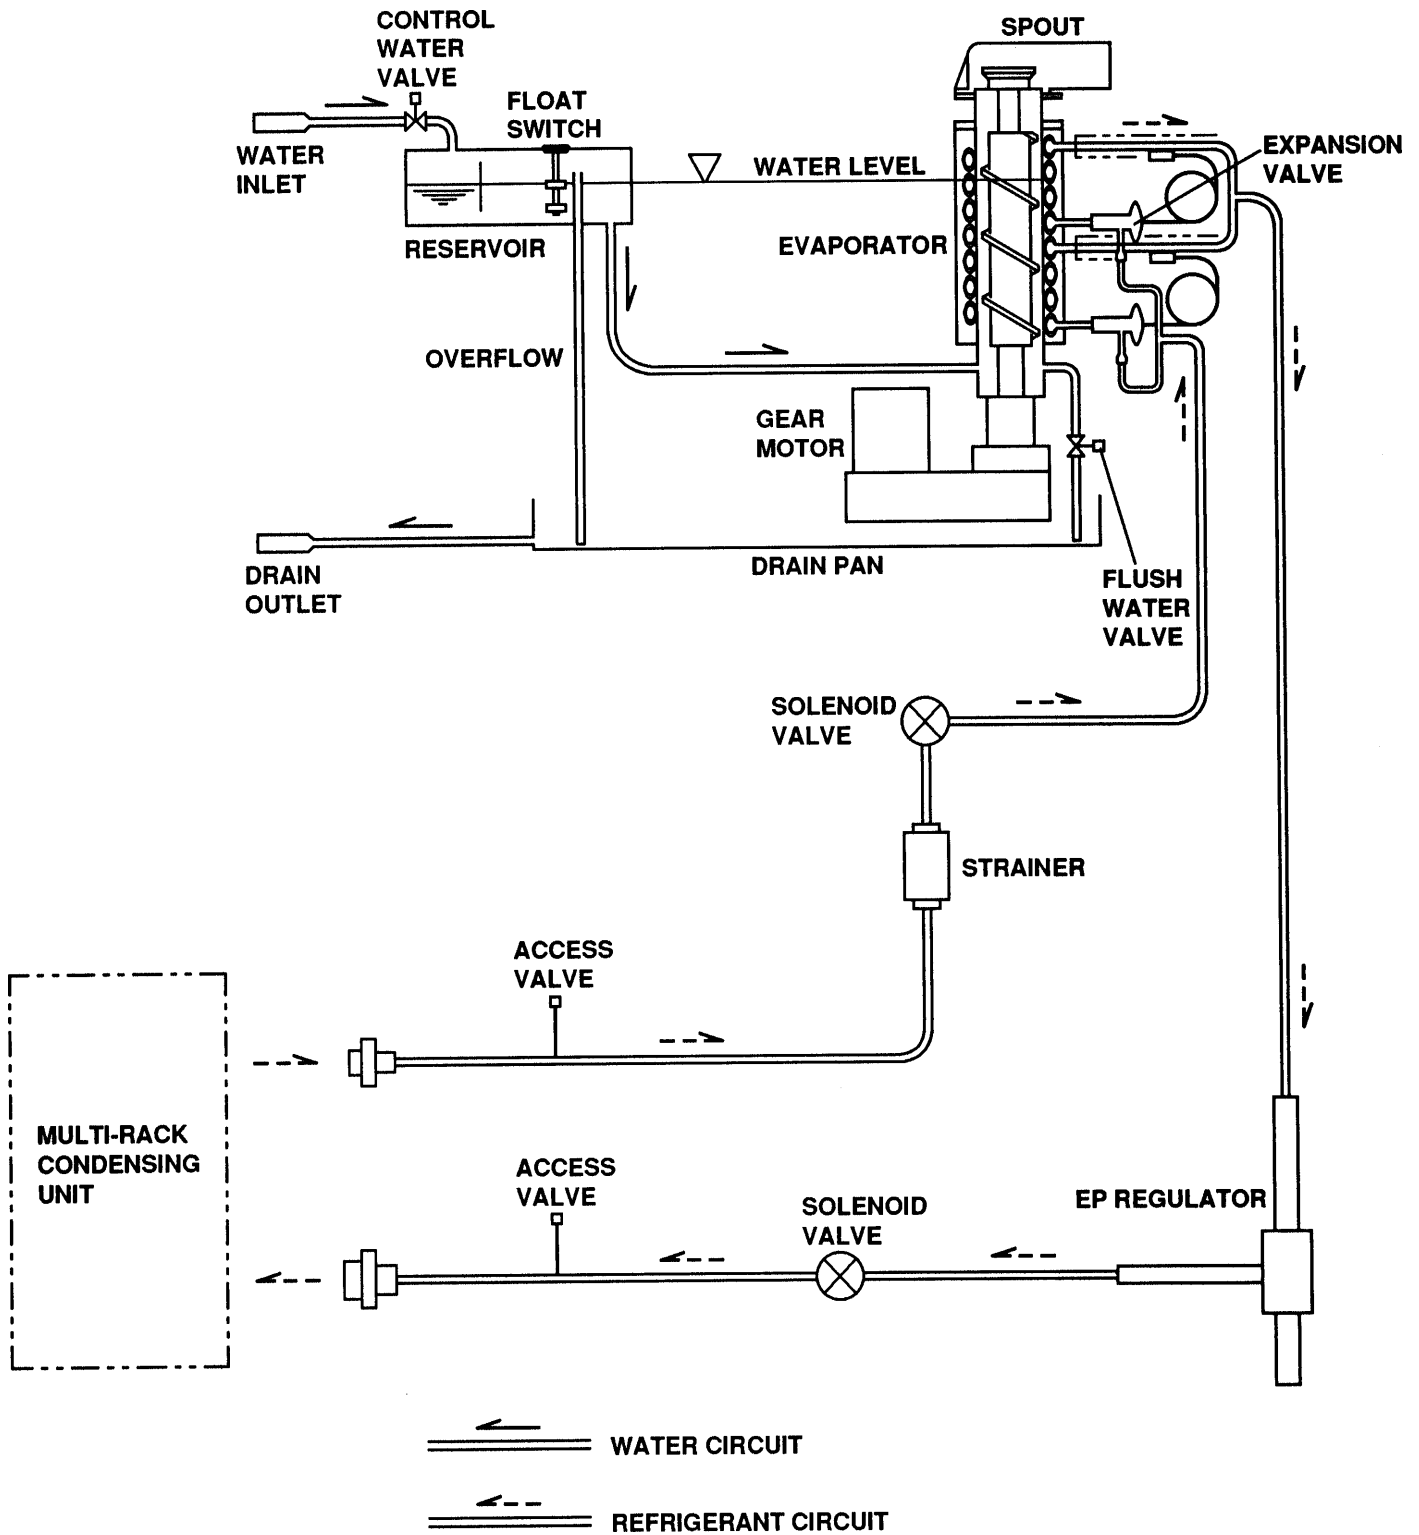 CONTROL
WATER
VALVE
SPOUT
FLOAT
SWITCH
WATER
INLET
WATER LEVEL
EXPANSION
VALVE
RESERVOIR
EVAPORATOR
OVERFLOW
GEAR
MOTOR
DRAIN PAN
DRAIN
OUTLET
FLUSH
WATER
VALVE
SOLENOID
VALVE
STRAINER
ACCESS
VALVE
MULTI-RACK
CONDENSING
UNIT
ACCESS
VALVE
SOLENOID
VALVE
EP REGULATOR
WATER CIRCUIT
REFRIGERANT CIRCUIT